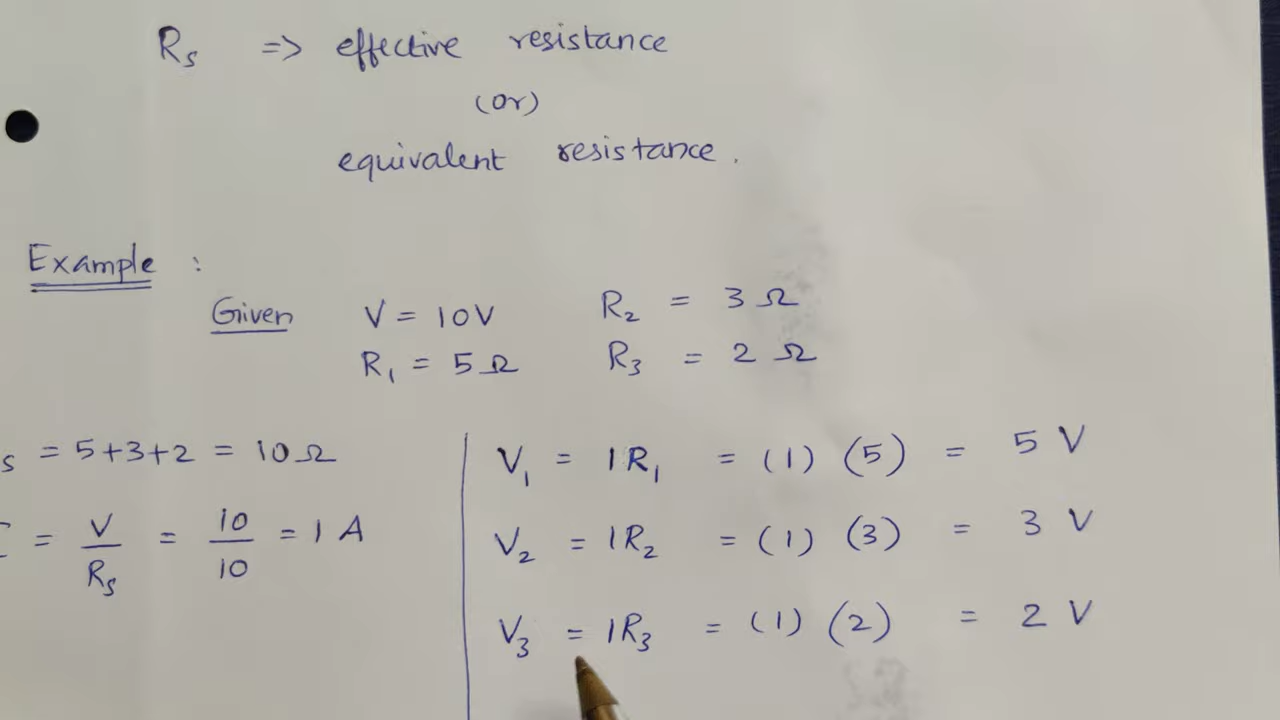 Rs => effective resistance
(or)
equivalent resistance.
Example :
Given V = 10V R2 = 3 Ω
R1 = 5 Ω R3 = 2 Ω
s = 5+3+2 = 10 Ω
= V/Rs = 10/10 = 1 A
V1 = IR1 = (1) (5) = 5 V
V2 = IR2 = (1) (3) = 3 V
V3 = IR3 = (1) (2) = 2 V